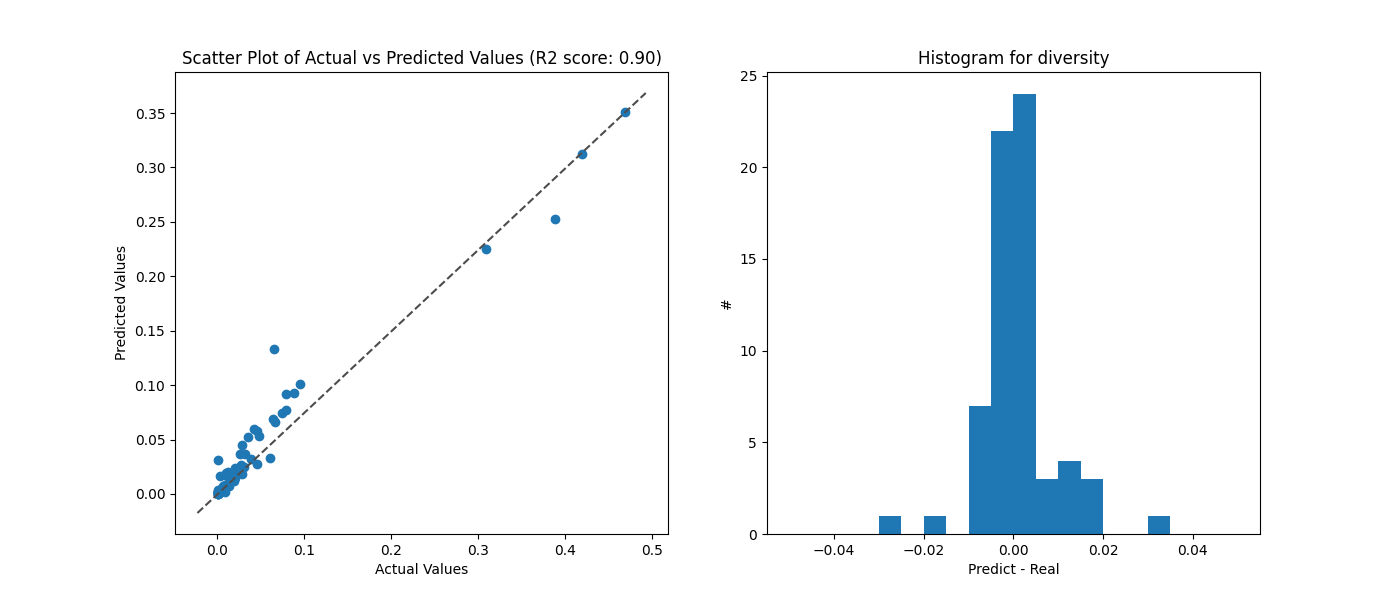 Scatter Plot of Actual vs Predicted Values (R2 score: 0.90)
0.35
0.30
0.25
0.20
0.15
0.10
0.05
0.00
Predicted Values
0.0 0.1 0.2 0.3 0.4 0.5
Actual Values
Histogram for diversity
25
20
15
10
5
0
#
−0.04 −0.02 0.00 0.02 0.04
Predict - Real